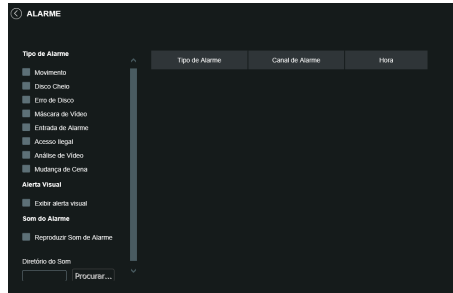 ALARME
Tipo de Alarme
Movimento
Disco Cheio
Erro de Disco
Máscara de Vídeo
Entrada de Alarme
Acesso Ilegal
Análise de Vídeo
Mudança de Cena
Alerta Visual
Exibir alerta visual
Som do Alarme
Reproduzir Som de Alarme
Diretório do Som
Procurar...
Tipo de Alarme Canal de Alarme Hora